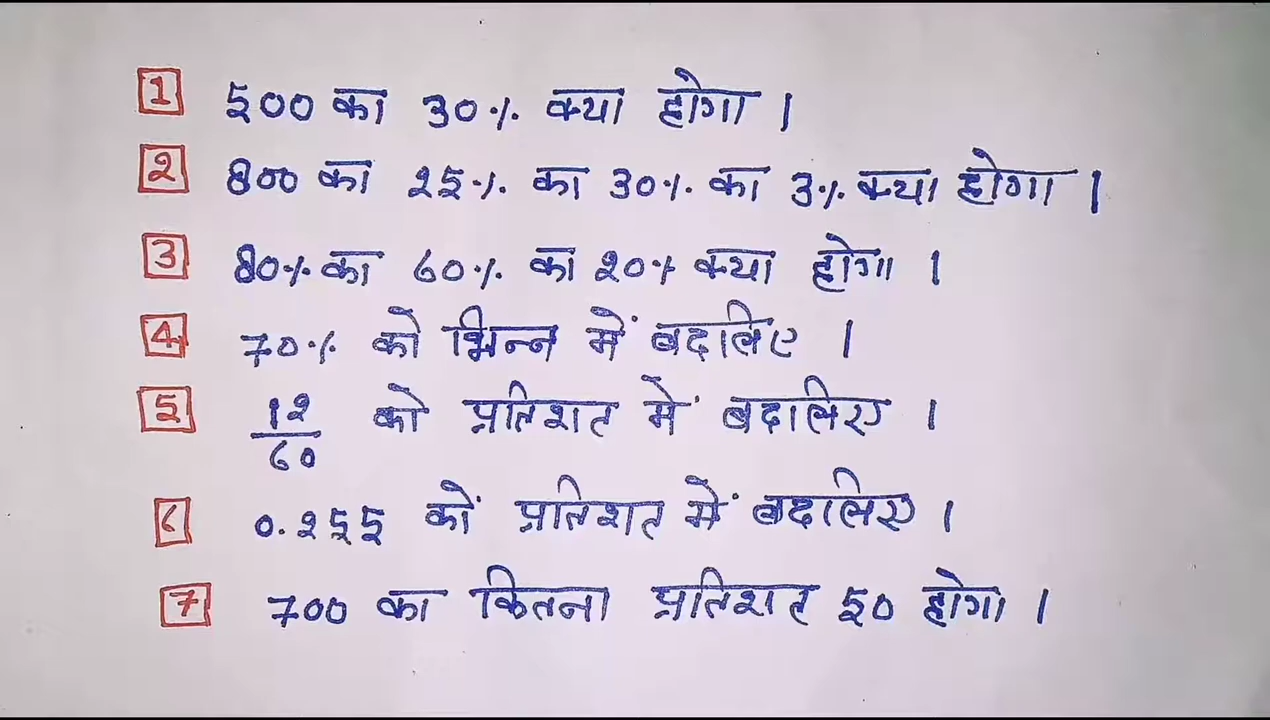 1 500 का 30% क्या होगा ।
2 800 का 25% का 30% का 3% क्या होगा ।
3 80% का 60% का 20% क्या होगा ।
4 70% को भिन्न में बदलिए ।
5 12/60 को प्रतिशत में बदलिए ।
6 0.255 कों प्रतिशत में बदलिए ।
7 700 का कितना प्रतिशत 50 होगा ।